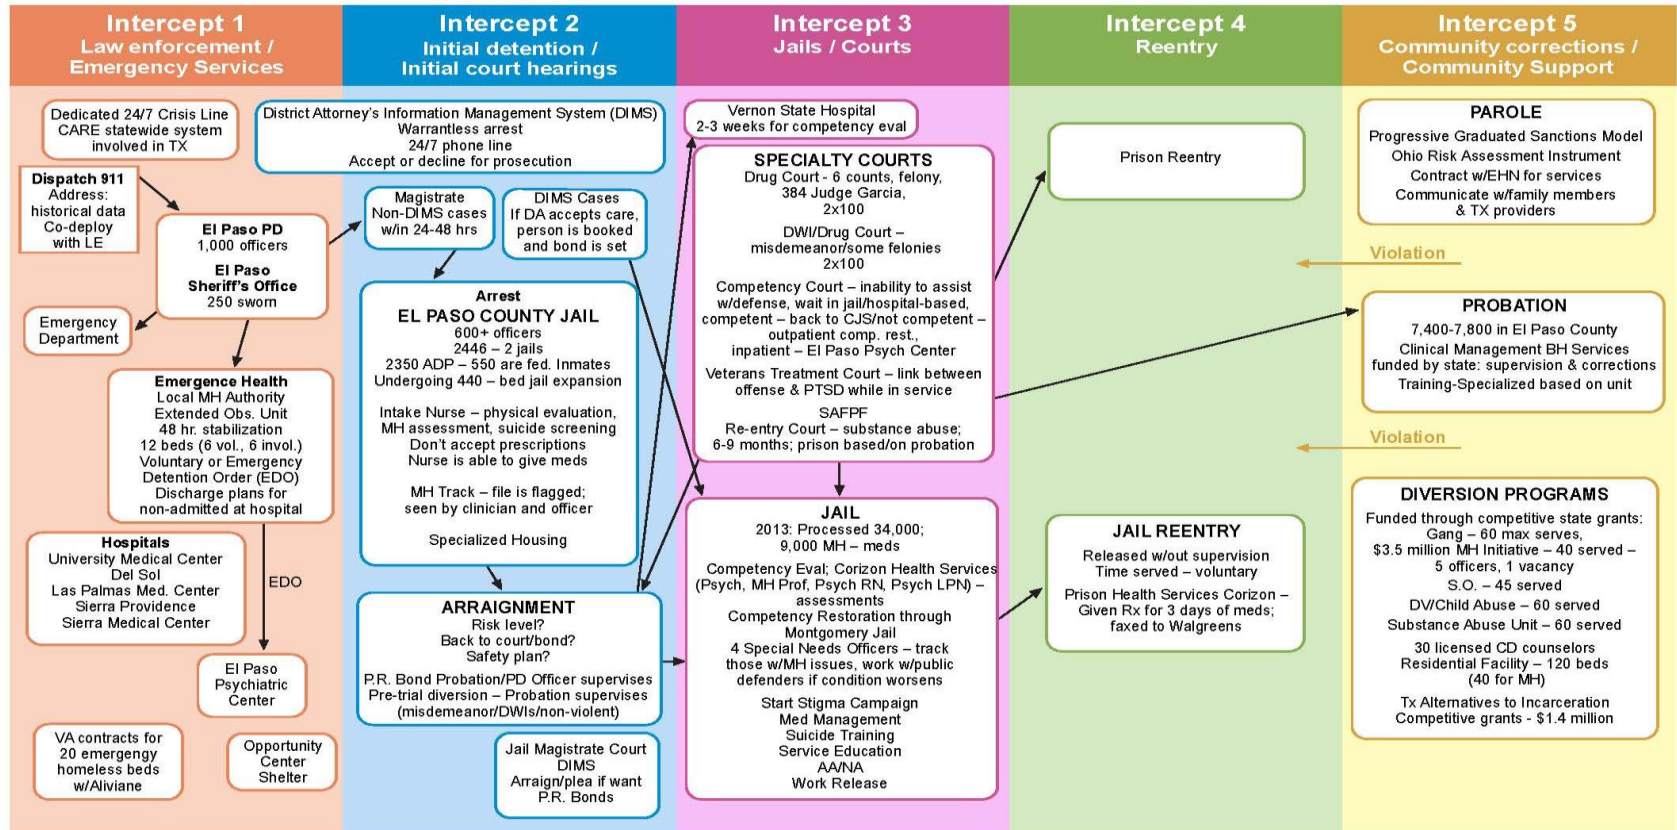 Intercept 1
Law enforcement /
Emergency Services
Dedicated 24/7 Crisis Line
CARE statewide system
involved in TX
Dispatch 911
Address:
historical data
Co-deploy
with LE
El Paso PD
1,000 officers
El Paso
Sheriff's Office
250 sworn
Emergency
Department
Emergence Health
Local MH Authority
Extended Obs. Unit
48 hr. stabilization
12 beds (6 vol., 6 invol.)
Voluntary or Emergency
Detention Order (EDO)
Discharge plans for
non-admitted at hospital
Hospitals
University Medical Center
Del Sol
Las Palmas Med. Center
Sierra Providence
Sierra Medical Center
EDO
El Paso
Psychiatric
Center
VA contracts for
20 emergengy
homeless beds
w/Aliviane
Opportunity
Center
Shelter
Intercept 2
Initial detention /
Initial court hearings
District Attorney's Information Management System (DIMS)
Warrantless arrest
24/7 phone line
Accept or decline for prosecution
Magistrate
Non-DIMS cases
w/in 24-48 hrs
DIMS Cases
If DA accepts care,
person is booked
and bond is set
Arrest
EL PASO COUNTY JAIL
600+ officers
2446 – 2 jails
2350 ADP – 550 are fed. Inmates
Undergoing 440 – bed jail expansion
Intake Nurse – physical evaluation,
MH assessment, suicide screening
Don't accept prescriptions
Nurse is able to give meds
MH Track – file is flagged;
seen by clinician and officer
Specialized Housing
ARRAIGNMENT
Risk level?
Back to court/bond?
Safety plan?
P.R. Bond Probation/PD Officer supervises
Pre-trial diversion – Probation supervises
(misdemeanor/DWIs/non-violent)
Jail Magistrate Court
DIMS
Arraign/plea if want
P.R. Bonds
Intercept 3
Jails / Courts
Vernon State Hospital
2-3 weeks for competency eval
SPECIALTY COURTS
Drug Court - 6 counts, felony,
384 Judge Garcia,
2x100
DWI/Drug Court –
misdemeanor/some felonies
2x100
Competency Court – inability to assist
w/defense, wait in jail/hospital-based,
competent – back to CJS/not competent –
outpatient comp. rest.,
inpatient – El Paso Psych Center
Veterans Treatment Court – link between
offense & PTSD while in service
SAFPF
Re-entry Court – substance abuse;
6-9 months; prison based/on probation
JAIL
2013: Processed 34,000;
9,000 MH – meds
Competency Eval; Corizon Health Services
(Psych, MH Prof, Psych RN, Psych LPN) –
assessments
Competency Restoration through
Montgomery Jail
4 Special Needs Officers – track
those w/MH issues, work w/public
defenders if condition worsens
Start Stigma Campaign
Med Management
Suicide Training
Service Education
AA/NA
Work Release
Intercept 4
Reentry
Prison Reentry
JAIL REENTRY
Released w/out supervision
Time served – voluntary
Prison Health Services Corizon –
Given Rx for 3 days of meds;
faxed to Walgreens
Intercept 5
Community corrections /
Community Support
PAROLE
Progressive Graduated Sanctions Model
Ohio Risk Assessment Instrument
Contract w/EHN for services
Communicate w/family members
& TX providers
Violation
PROBATION
7,400-7,800 in El Paso County
Clinical Management BH Services
funded by state: supervision & corrections
Training-Specialized based on unit
Violation
DIVERSION PROGRAMS
Funded through competitive state grants:
Gang – 60 max serves,
$3.5 million MH Initiative – 40 served –
5 officers, 1 vacancy
S.O. – 45 served
DV/Child Abuse – 60 served
Substance Abuse Unit – 60 served
30 licensed CD counselors
Residential Facility – 120 beds
(40 for MH)
Tx Alternatives to Incarceration
Competitive grants - $1.4 million